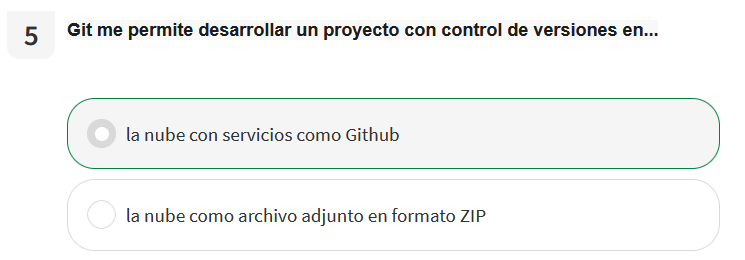 5
Git me permite desarrollar un proyecto con control de versiones en...
la nube con servicios como Github
la nube como archivo adjunto en formato ZIP